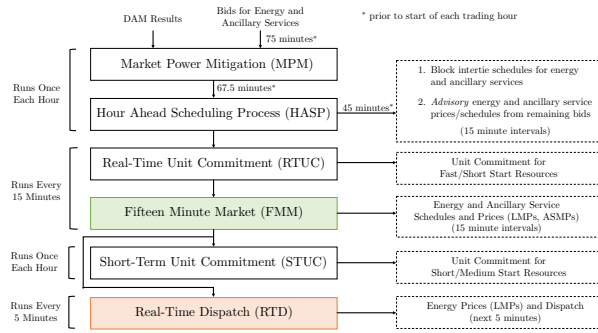 DAM Results
Bids for Energy and
Ancillary Services
* prior to start of each trading hour
75 minutes*
Market Power Mitigation (MPM)
67.5 minutes*
Runs Once
Each Hour
Hour Ahead Scheduling Process (HASP)
45 minutes*
1. Block intertie schedules for energy
and ancillary services
2. Advisory energy and ancillary service
prices/schedules from remaining bids
(15 minute intervals)
Real-Time Unit Commitment (RTUC)
Unit Commitment for
Fast/Short Start Resources
Runs Every
15 Minutes
Fifteen Minute Market (FMM)
Energy and Ancillary Service
Schedules and Prices (LMPs, ASMPs)
(15 minute intervals)
Runs Once
Each Hour
Short-Term Unit Commitment (STUC)
Unit Commitment for
Short/Medium Start Resources
Runs Every
5 Minutes
Real-Time Dispatch (RTD)
Energy Prices (LMPs) and Dispatch
(next 5 minutes)